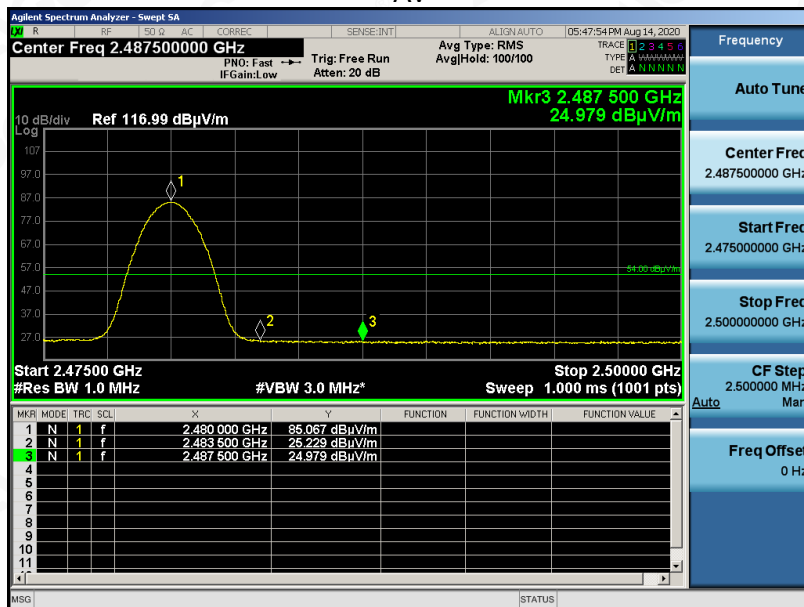 Agilent Spectrum Analyzer - Swept SA
LXI R RF 50 Ω AC CORREC SENSE:INT ALIGN AUTO 05:47:54 PM Aug 14, 2020
Center Freq 2.487500000 GHz
PNO: Fast
IFGain:Low
Trig: Free Run
Atten: 20 dB
Avg Type: RMS
Avg|Hold: 100/100
TRACE 1 2 3 4 5 6
TYPE A
DET A N N N N N
Frequency
Mkr3 2.487 500 GHz
24.979 dBµV/m
10 dB/div Ref 116.99 dBµV/m
Log
107
97.0
87.0
77.0
67.0
57.0
47.0
37.0
27.0
1
2
3
54.00 dBµV/m
Start 2.47500 GHz
Stop 2.50000 GHz
#Res BW 1.0 MHz
#VBW 3.0 MHz*
Sweep 1.000 ms (1001 pts)
MKR MODE TRC SCL X Y FUNCTION FUNCTION WIDTH FUNCTION VALUE
1 N 1 f 2.480 000 GHz 85.067 dBµV/m
2 N 1 f 2.483 500 GHz 25.229 dBµV/m
3 N 1 f 2.487 500 GHz 24.979 dBµV/m
4
5
6
7
8
9
10
11
Auto Tune
Center Freq
2.487500000 GHz
Start Freq
2.475000000 GHz
Stop Freq
2.500000000 GHz
CF Step
2.500000 MHz
Auto Man
Freq Offset
0 Hz
MSG
STATUS